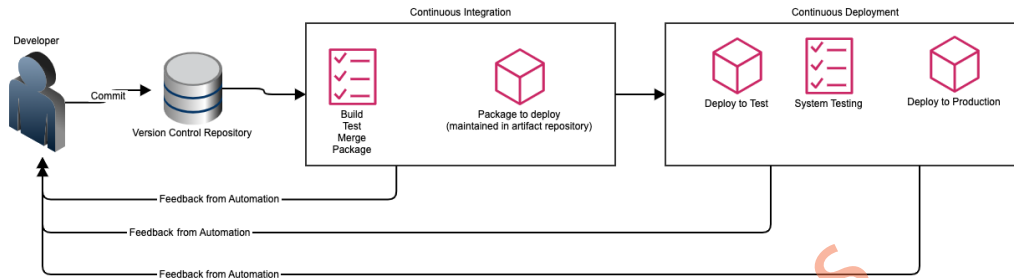 Continuous Integration
Continuous Deployment
Developer
Commit
Version Control Repository
Build
Test
Merge
Package
Package to deploy
(maintained in artifact repository)
Deploy to Test
System Testing
Deploy to Production
Feedback from Automation
Feedback from Automation
Feedback from Automation